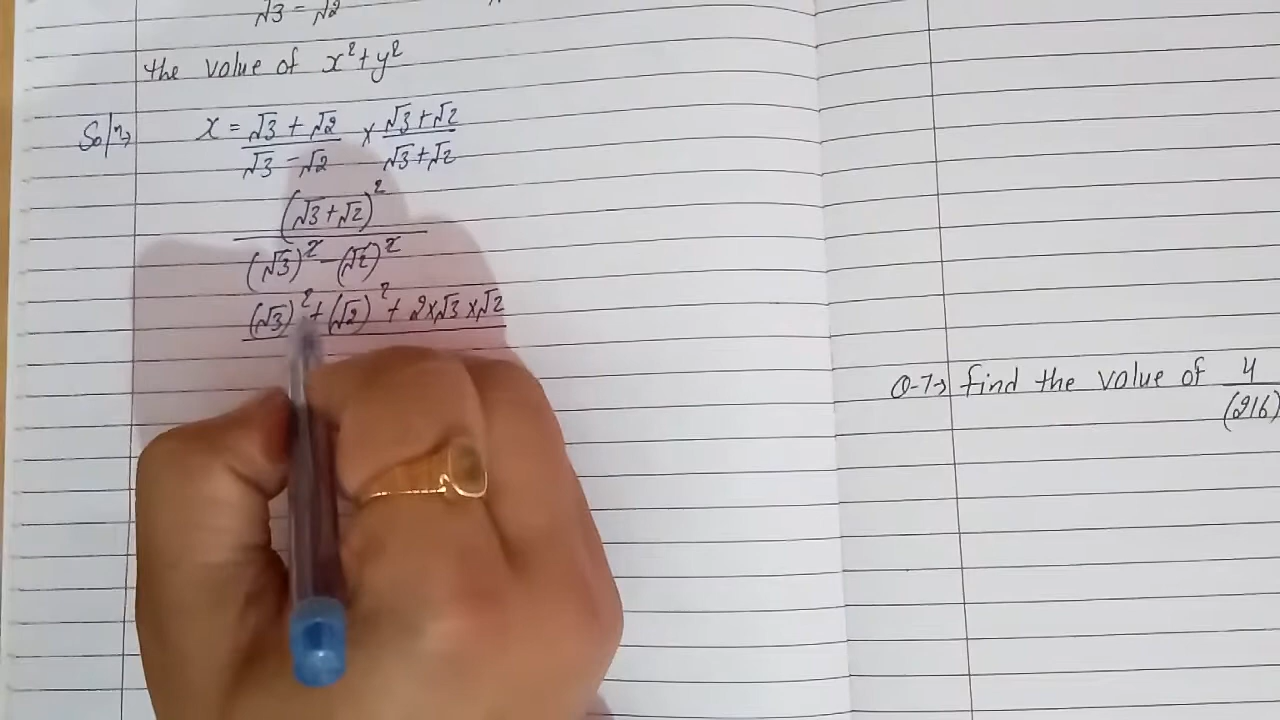 √3 - √2
the value of x² + y²
Sol^n→ x = √3 + √2 / √3 - √2 × √3 + √2 / √3 + √2
(√3 + √2)² / (√3)² - (√2)²
(√3)² + (√2)² + 2×√3×√2
Q-7→ find the value of 4 / (216)